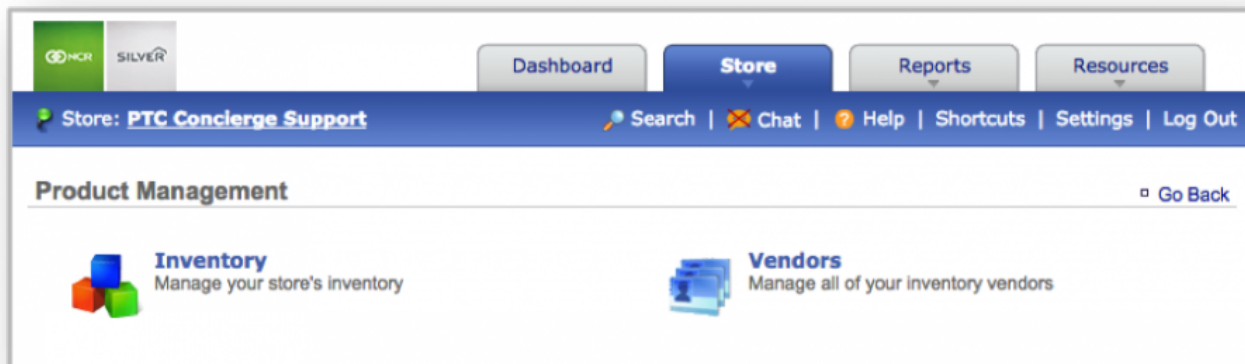 NCR SILVER
Dashboard Store Reports Resources
Store: PTC Concierge Support Search | Chat | Help | Shortcuts | Settings | Log Out
Product Management Go Back
Inventory
Manage your store's inventory
Vendors
Manage all of your inventory vendors